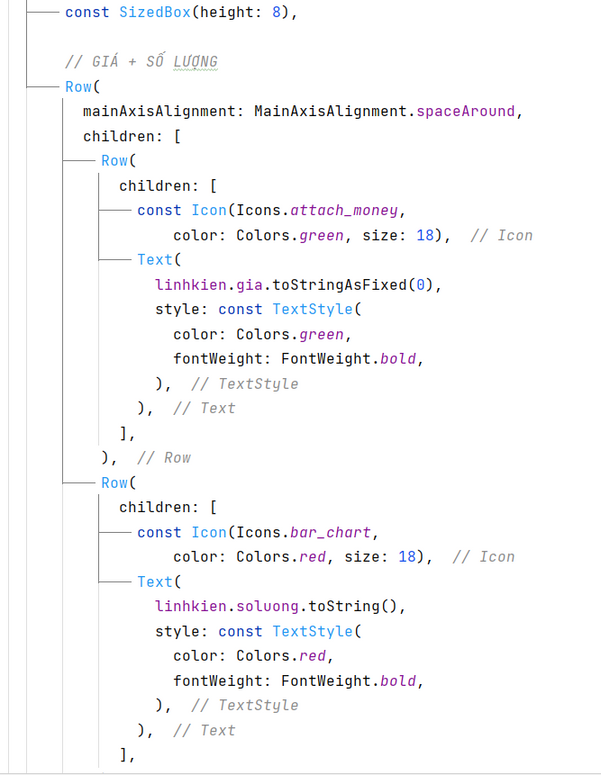 const SizedBox(height: 8),
// GIÁ + SỐ LƯỢNG
Row(
mainAxisAlignment: MainAxisAlignment.spaceAround,
children: [
Row(
children: [
const Icon(Icons.attach_money,
color: Colors.green, size: 18), // Icon
Text(
linhkien.gia.toStringAsFixed(0),
style: const TextStyle(
color: Colors.green,
fontWeight: FontWeight.bold,
), // TextStyle
), // Text
],
), // Row
Row(
children: [
const Icon(Icons.bar_chart,
color: Colors.red, size: 18), // Icon
Text(
linhkien.soluong.toString(),
style: const TextStyle(
color: Colors.red,
fontWeight: FontWeight.bold,
), // TextStyle
), // Text
],